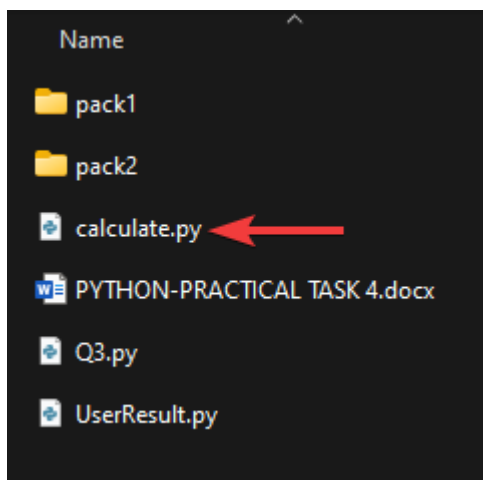 Name
pack1
pack2
calculate.py
PYTHON-PRACTICAL TASK 4.docx
Q3.py
UserResult.py